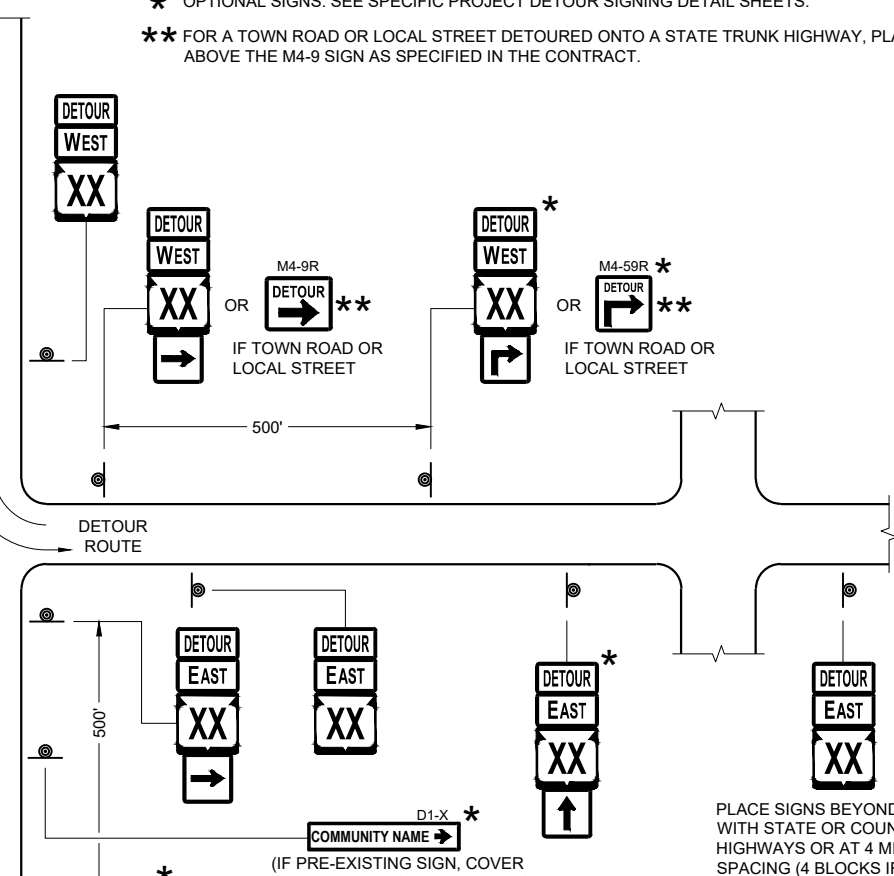 * OPTIONAL SIGNS. SEE SPECIFIC PROJECT DETOUR SIGNING DETAIL SHEETS.
** FOR A TOWN ROAD OR LOCAL STREET DETOURED ONTO A STATE TRUNK HIGHWAY,
ABOVE THE M4-9 SIGN AS SPECIFIED IN THE CONTRACT.
DETOUR
WEST
XX
DETOUR
WEST
XX
OR
M4-9R
DETOUR
**
IF TOWN ROAD OR
LOCAL STREET
DETOUR *
WEST
XX
OR
M4-59R *
DETOUR
**
IF TOWN ROAD OR
LOCAL STREET
500'
DETOUR
ROUTE
500'
DETOUR
EAST
XX
DETOUR
EAST
XX
DETOUR *
EAST
XX
DETOUR
EAST
XX
D1-X *
COMMUNITY NAME
(IF PRE-EXISTING SIGN, COVER
*
PLACE SIGNS BEYOND
WITH STATE OR
HIGHWAYS OR AT 4
SPACING (4 BLOCKS